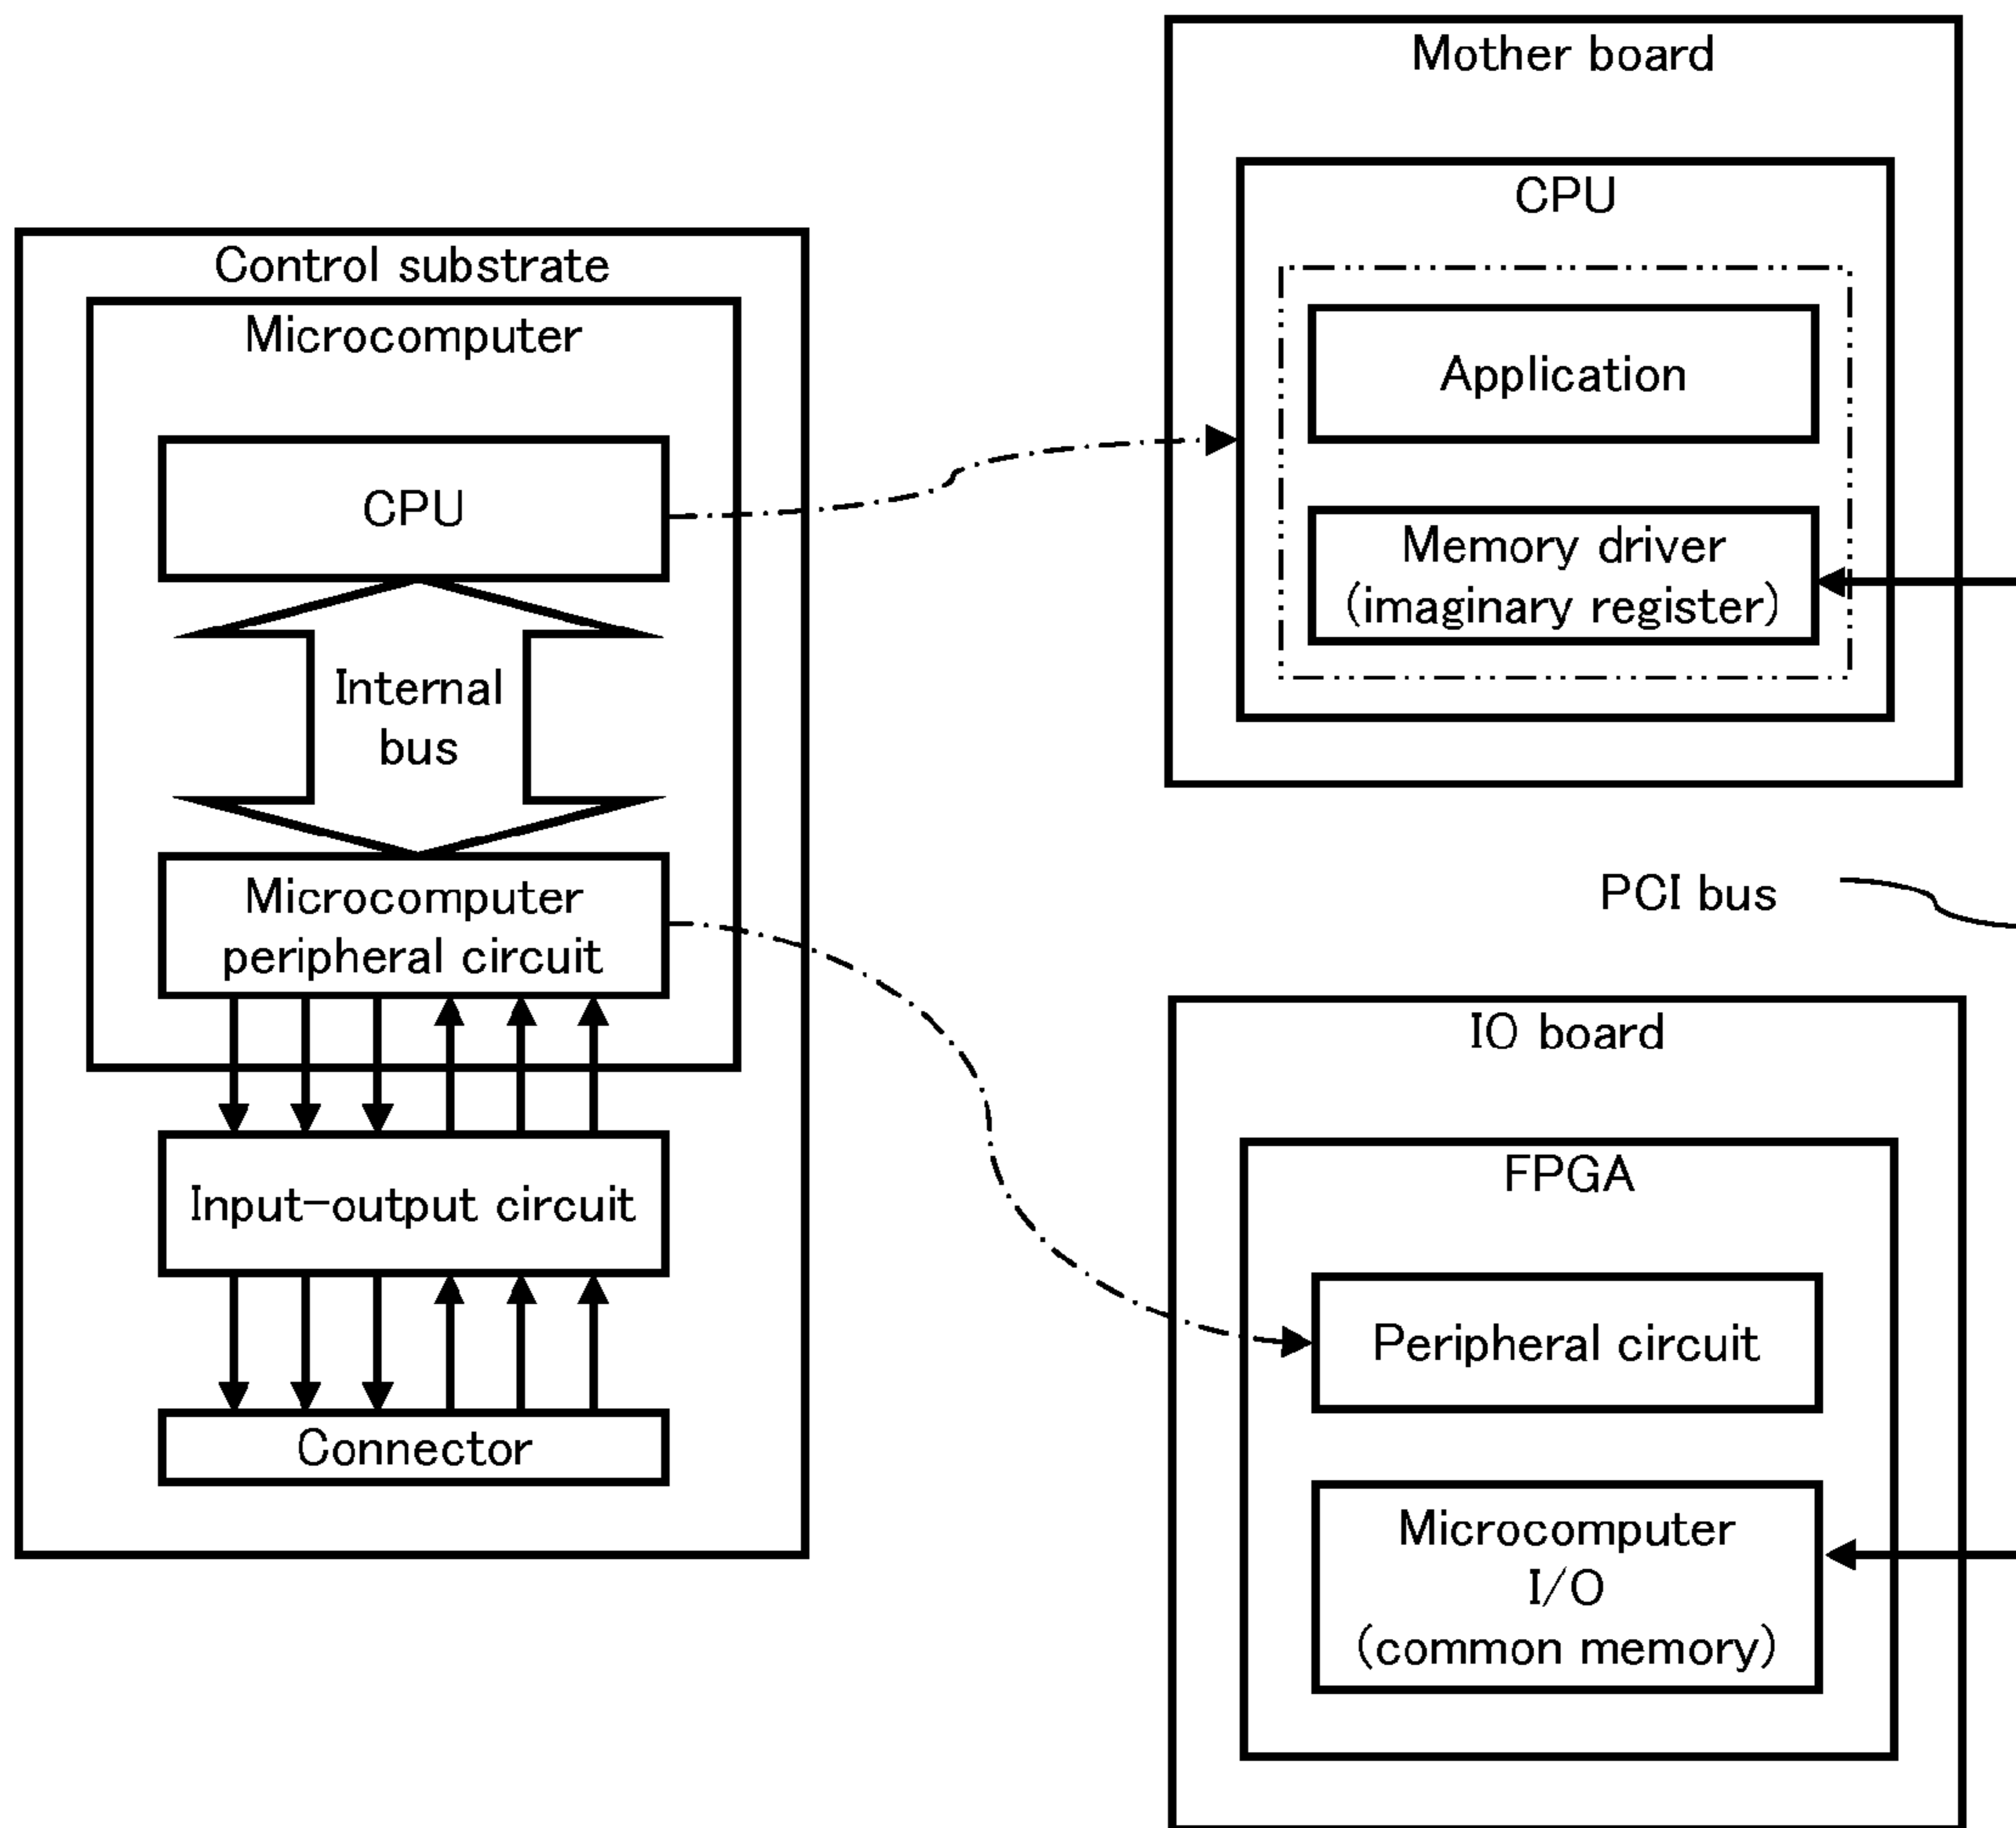 Control substrate
Microcomputer
CPU
Internal
bus
Microcomputer
peripheral circuit
Input-output circuit
Connector
Mother board
CPU
Application
Memory driver
(imaginary register)
PCI bus
IO board
FPGA
Peripheral circuit
Microcomputer
I/O
(common memory)